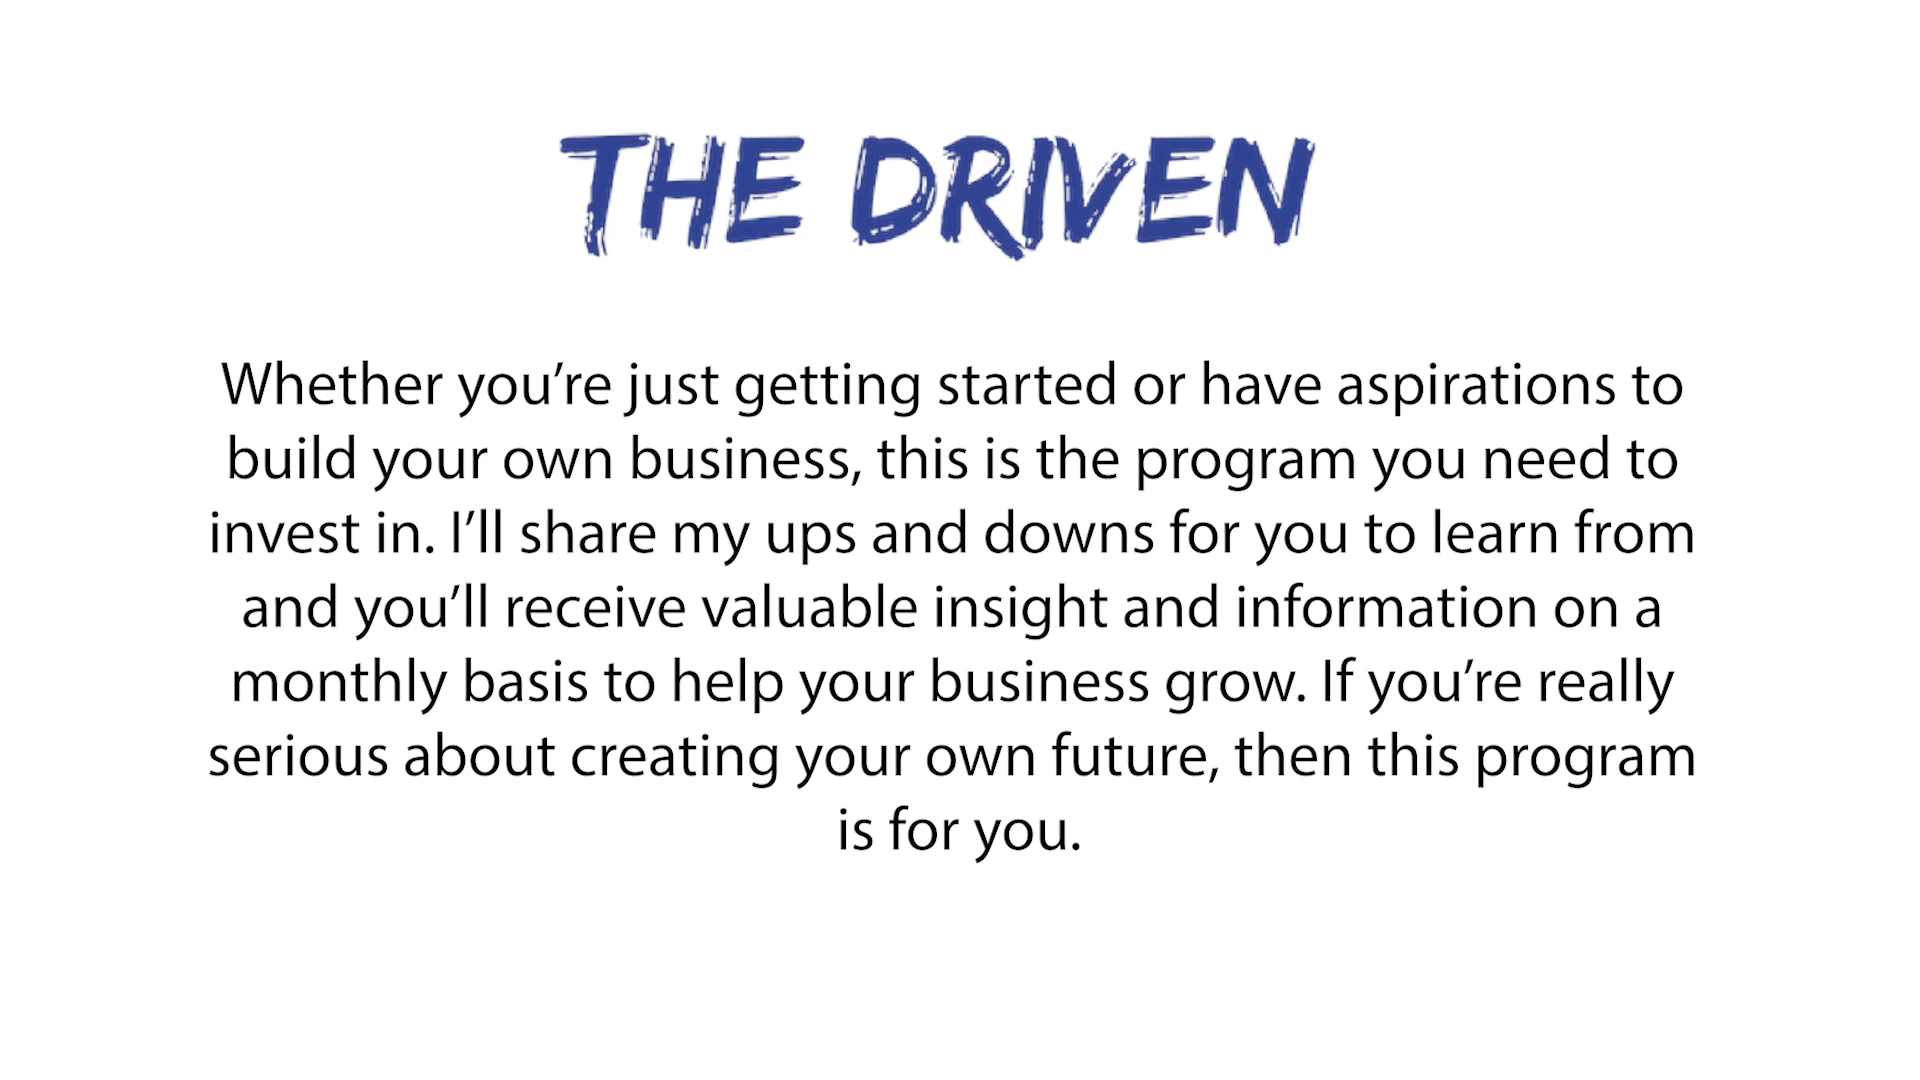 THE DRIVEN
Whether you’re just getting started or have aspirations to
build your own business, this is the program you need to
invest in. I’ll share my ups and downs for you to learn from
and you’ll receive valuable insight and information on a
monthly basis to help your business grow. If you’re really
serious about creating your own future, then this program
is for you.